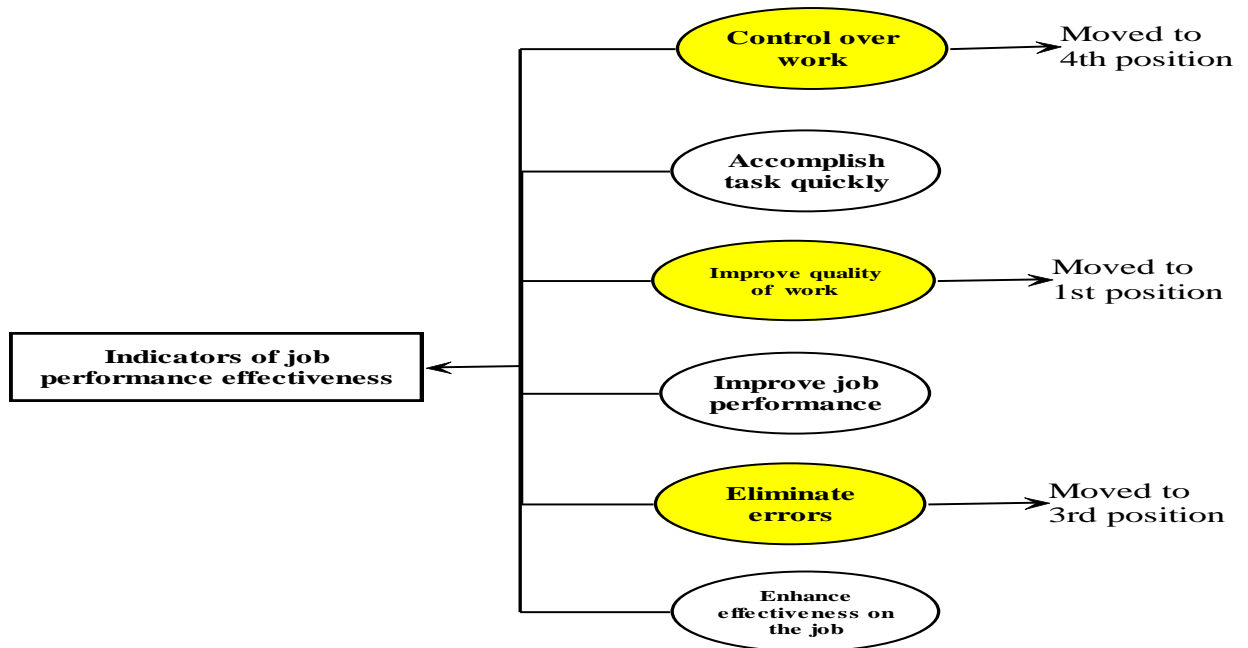 Control over
work
Moved to
4th position
Accomplish
task quickly
Improve quality
of work
Moved to
1st position
Indicators of job
performance effectiveness
Improve job
performance
Eliminate
errors
Moved to
3rd position
Enhance
effectiveness on
the job